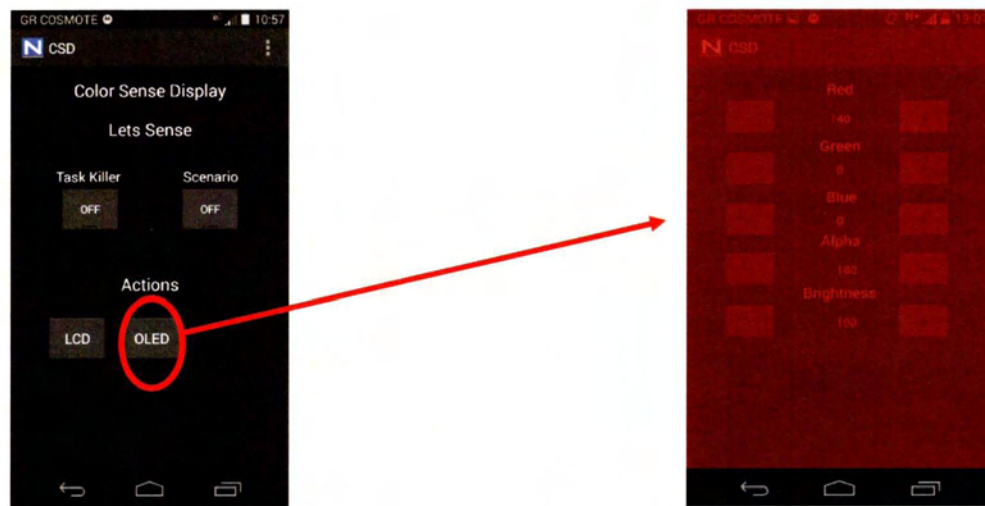 GR COSMOTE 10:57
N CSD
Color Sense Display
Lets Sense
Task Killer Scenario
OFF OFF
Actions
LCD OLED
GR COSMOTE
N CSD
Red
140
Green
0
Blue
0
Alpha
Brightness
100